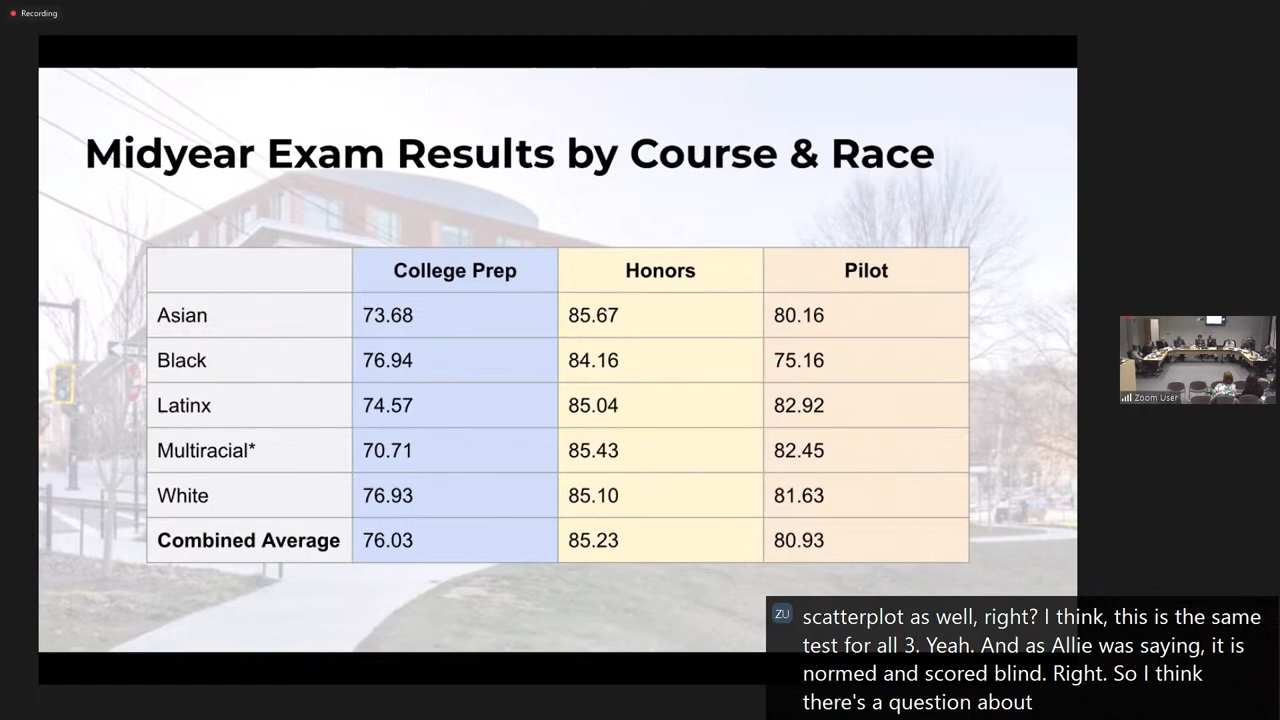 Recording
Midyear Exam Results by Course & Race
College Prep Honors Pilot
Asian 73.68 85.67 80.16
Black 76.94 84.16 75.16
Latinx 74.57 85.04 82.92
Multiracial* 70.71 85.43 82.45
White 76.93 85.10 81.63
Combined Average 76.03 85.23 80.93
Zoom User
ZU scatterplot as well, right? I think, this is the same
test for all 3. Yeah. And as Allie was saying, it is
normed and scored blind. Right. So I think
there's a question about